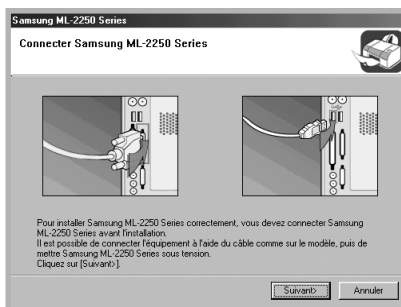 Samsung ML-2250 Series
Connecter Samsung ML-2250 Series
Pour installer Samsung ML-2250 Series correctement, vous devez connecter Samsung
ML-2250 Series avant l'installation.
Il est possible de connecter l'équipement à l'aide du câble comme sur le modèle, puis de
mettre Samsung ML-2250 Series sous tension.
Cliquez sur [Suivant>].
Suivant>
Annuler